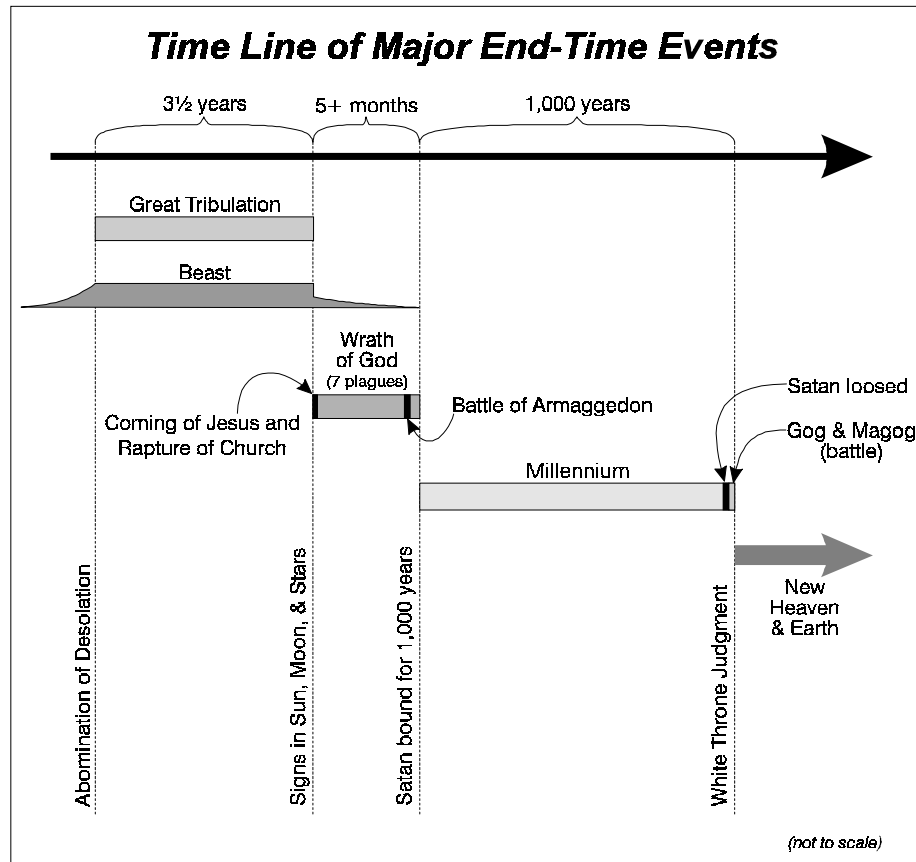 Time Line of Major End-Time Events
3½ years
5+ months
1,000 years
Great Tribulation
Beast
Wrath
of God
(7 plagues)
Coming of Jesus and
Rapture of Church
Battle of Armaggedon
Satan loosed
Gog & Magog
(battle)
Millennium
New
Heaven
& Earth
Abomination of Desolation
Signs in Sun, Moon, & Stars
Satan bound for 1,000 years
White Throne Judgment
(not to scale)